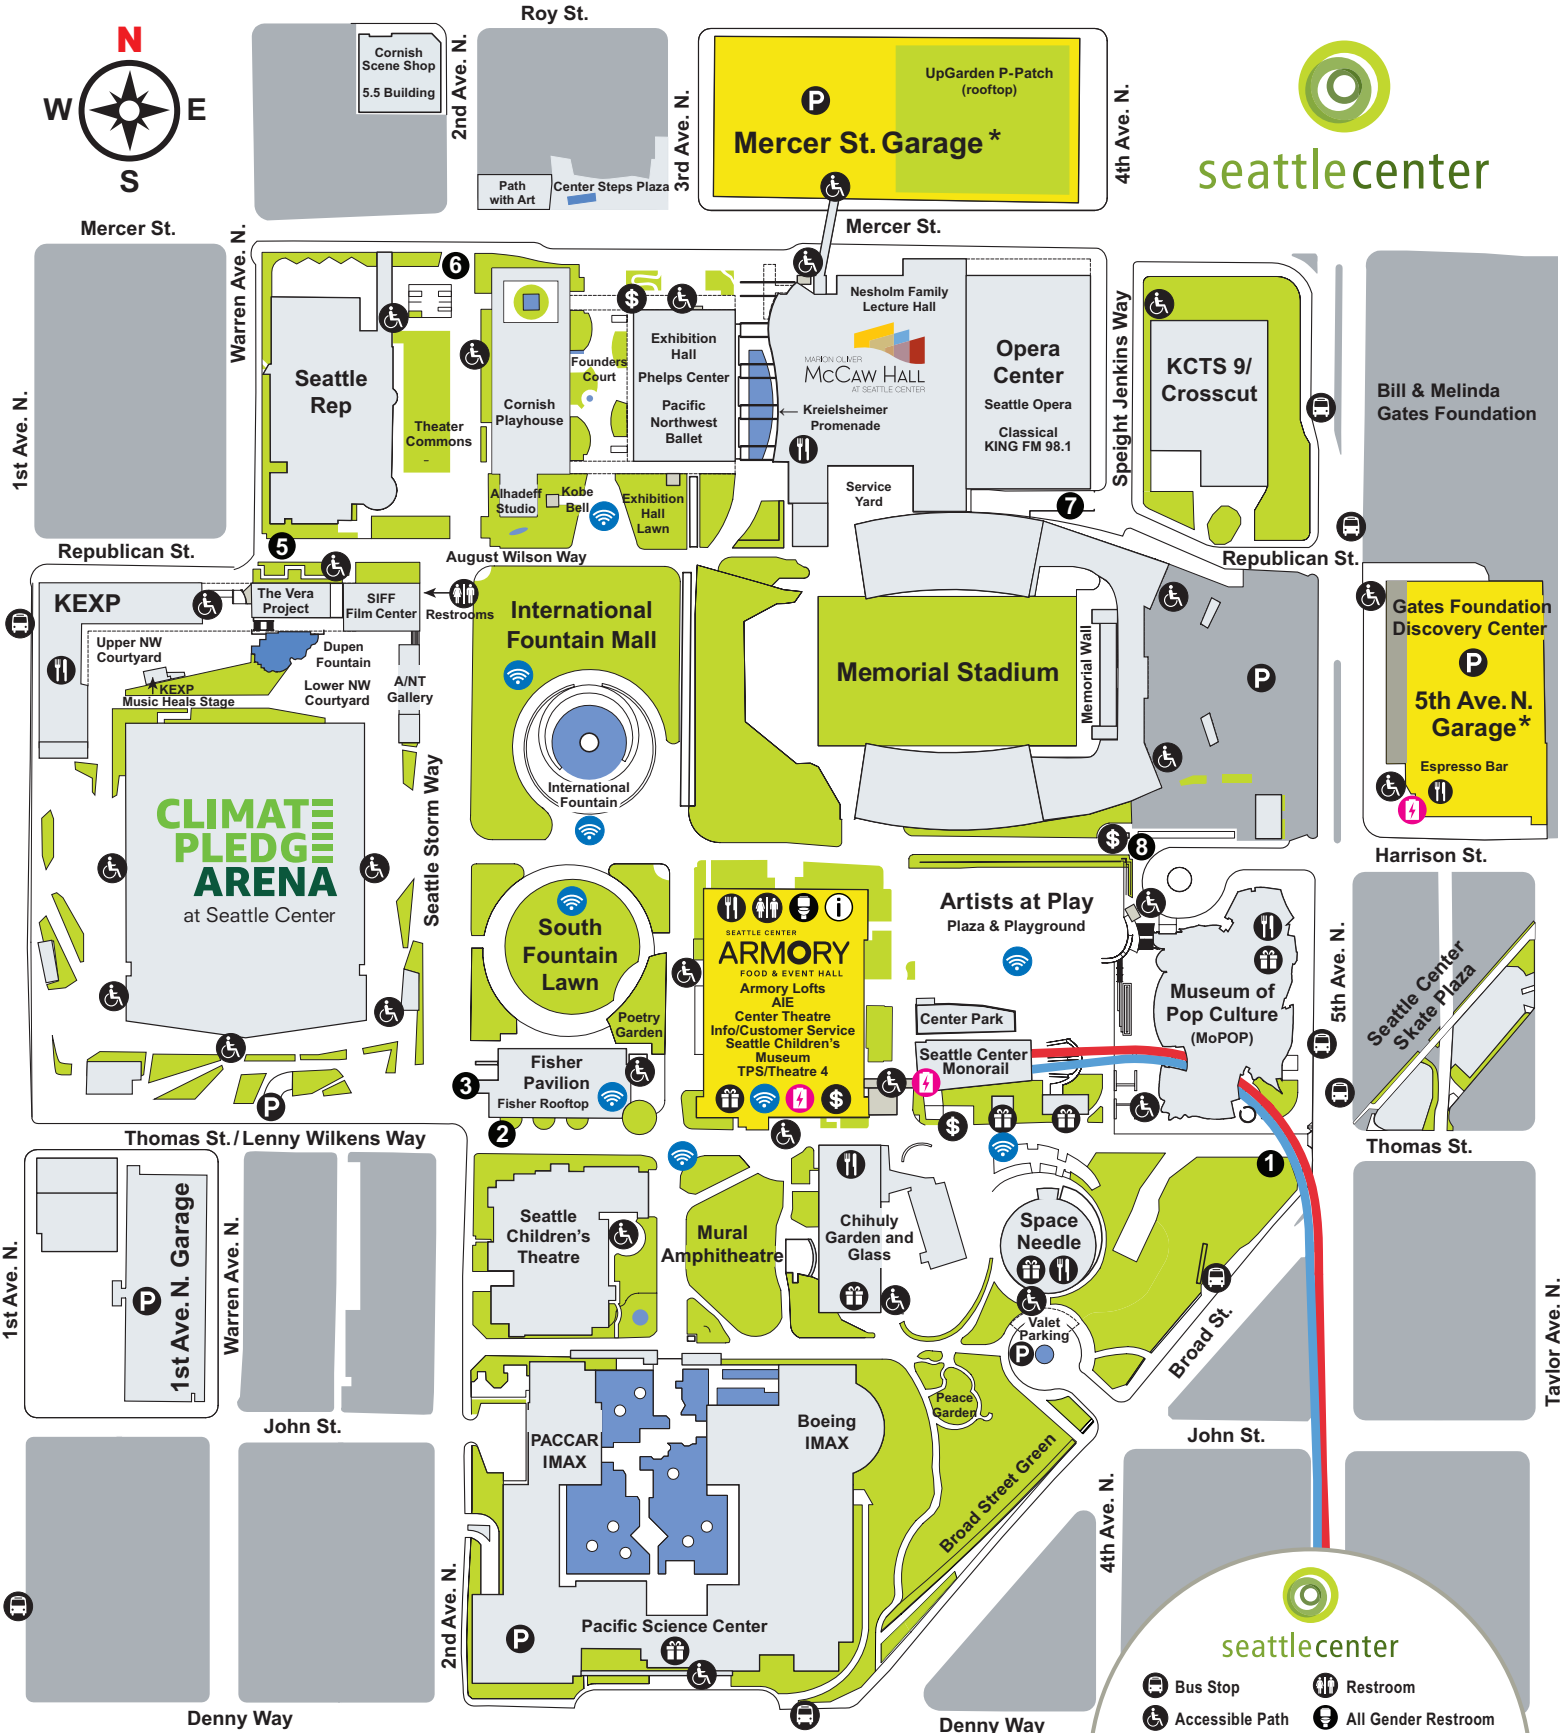 Roy St.
N
W E
S
Cornish
Scene Shop
5.5 Building
2nd Ave. N.
Path
with Art
Center Steps Plaza
3rd Ave. N.
P
UpGarden P-Patch
(rooftop)
Mercer St. Garage *
4th Ave. N.
seattlecenter
Mercer St.
Mercer St.
Warren Ave. N.
1st Ave. N.
6
Seattle
Rep
Theater
Commons
Cornish
Playhouse
Founders
Court
$
Exhibition
Hall
Phelps Center
Pacific
Northwest
Ballet
Nesholm Family
Lecture Hall
MARION OLIVER
McCAW HALL
AT SEATTLE CENTER
Kreielsheimer
Promenade
Opera
Center
Seattle Opera
Classical
KING FM 98.1
Speight Jenkins Way
KCTS 9/
Crosscut
Bill & Melinda
Gates Foundation
Alhadeff
Studio
Kobe
Bell
Exhibition
Hall
Lawn
Service
Yard
7
5
Republican St.
August Wilson Way
Republican St.
KEXP
The Vera
Project
SIFF
Film Center
Restrooms
Upper NW
Courtyard
Dupen
Fountain
KEXP
Music Heals Stage
Lower NW
Courtyard
A/NT
Gallery
International
Fountain Mall
International
Fountain
Memorial Stadium
Memorial Wall
P
Gates Foundation
Discovery Center
P
5th Ave. N.
Garage*
Espresso Bar
Harrison St.
CLIMATE
PLEDGE
ARENA
at Seattle Center
Seattle Storm Way
South
Fountain
Lawn
Poetry
Garden
i
SEATTLE CENTER
ARMORY
FOOD & EVENT HALL
Armory Lofts
AIE
Center Theatre
Info/Customer Service
Seattle Children's
Museum
TPS/Theatre 4
$
$
8
Artists at Play
Plaza & Playground
Center Park
Seattle Center
Monorail
$
Museum of
Pop Culture
(MoPOP)
5th Ave. N.
Seattle Center
Skate Plaza
P
3
Fisher
Pavilion
Fisher Rooftop
2
Thomas St. / Lenny Wilkens Way
Thomas St.
1
1st Ave. N.
1st Ave. N. Garage
P
Warren Ave. N.
Seattle
Children's
Theatre
Mural
Amphitheatre
Chihuly
Garden and
Glass
Space
Needle
Valet
Parking
P
Broad St.
Taylor Ave. N.
John St.
PACCAR
IMAX
Boeing
IMAX
Peace
Garden
Broad Street Green
John St.
4th Ave. N.
2nd Ave. N.
P
Pacific Science Center
Denny Way
Denny Way
seattlecenter
Bus Stop
Restroom
Accessible Path
All Gender Restroom